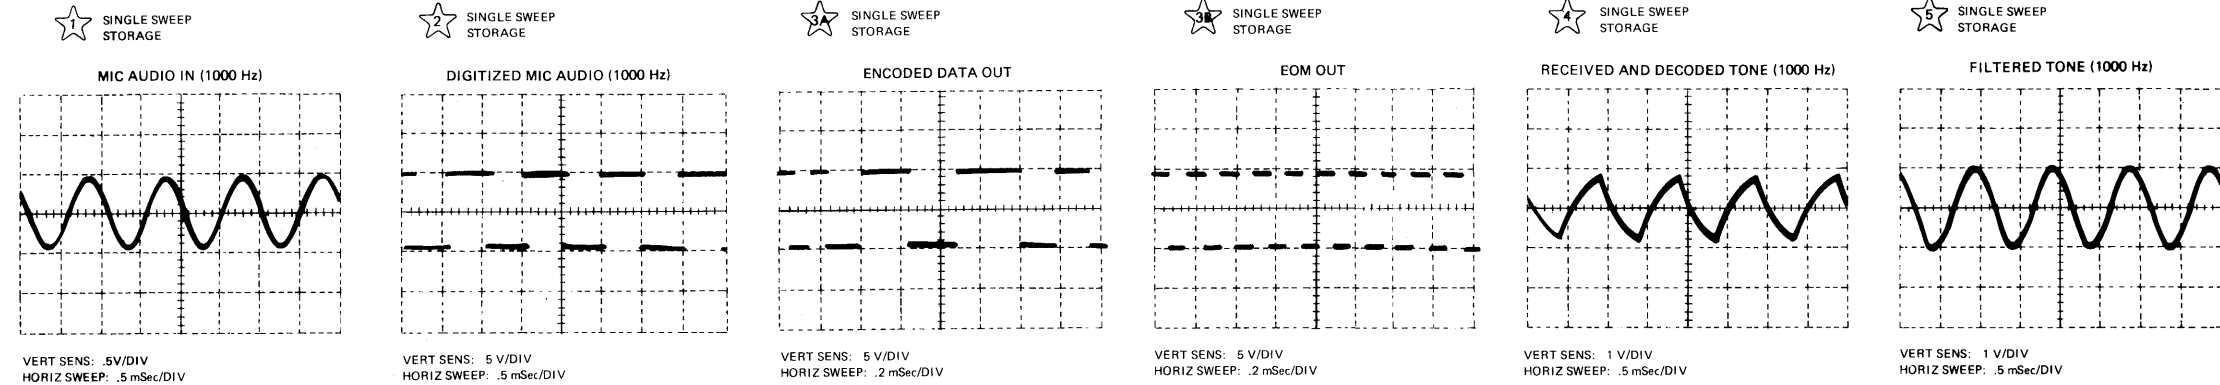 1 SINGLE SWEEP
STORAGE
MIC AUDIO IN (1000 Hz)
VERT SENS: .5V/DIV
HORIZ SWEEP: .5 mSec/DIV
2 SINGLE SWEEP
STORAGE
DIGITIZED MIC AUDIO (1000 Hz)
VERT SENS: 5 V/DIV
HORIZ SWEEP: .5 mSec/DIV
3A SINGLE SWEEP
STORAGE
ENCODED DATA OUT
VERT SENS: 5 V/DIV
HORIZ SWEEP: .2 mSec/DIV
3B SINGLE SWEEP
STORAGE
EOM OUT
VERT SENS: 5 V/DIV
HORIZ SWEEP: .2 mSec/DIV
4 SINGLE SWEEP
STORAGE
RECEIVED AND DECODED TONE (1000 Hz)
VERT SENS: 1 V/DIV
HORIZ SWEEP: .5 mSec/DIV
5 SINGLE SWEEP
STORAGE
FILTERED TONE (1000 Hz)
VERT SENS: 1 V/DIV
HORIZ SWEEP: .5 mSec/DIV